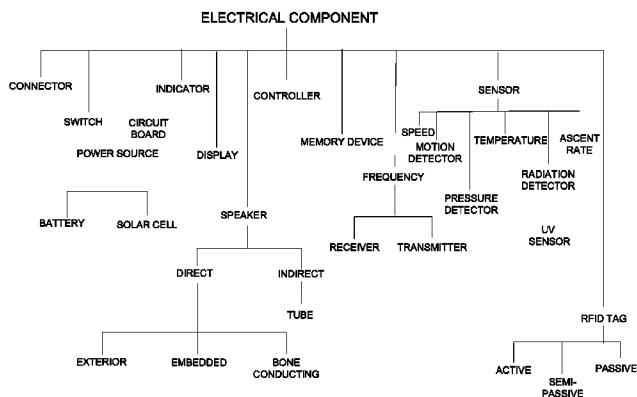 ELECTRICAL COMPONENT
CONNECTOR
INDICATOR
CONTROLLER
SENSOR
SWITCH
CIRCUIT
BOARD
POWER SOURCE
DISPLAY
MEMORY DEVICE
SPEED
MOTION
DETECTOR
TEMPERATURE
ASCENT
RATE
FREQUENCY
PRESSURE
DETECTOR
RADIATION
DETECTOR
BATTERY
SOLAR CELL
SPEAKER
RECEIVER
TRANSMITTER
UV
SENSOR
DIRECT
INDIRECT
TUBE
RFID TAG
EXTERIOR
EMBEDDED
BONE
CONDUCTING
ACTIVE
SEMI-
PASSIVE
PASSIVE